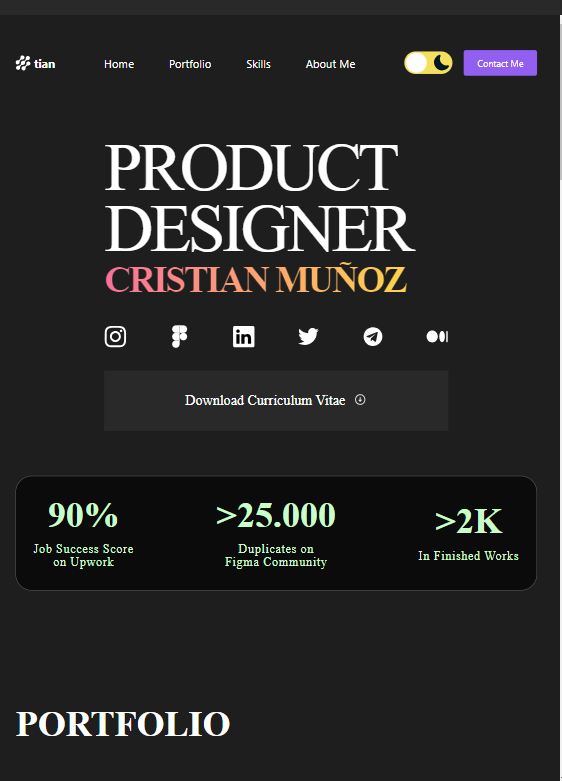 tian
Home Portfolio Skills About Me Contact Me
PRODUCT
DESIGNER
CRISTIAN MUÑOZ
Download Curriculum Vitae
90%
Job Success Score
on Upwork
>25.000
Duplicates on
Figma Community
>2K
In Finished Works
PORTFOLIO